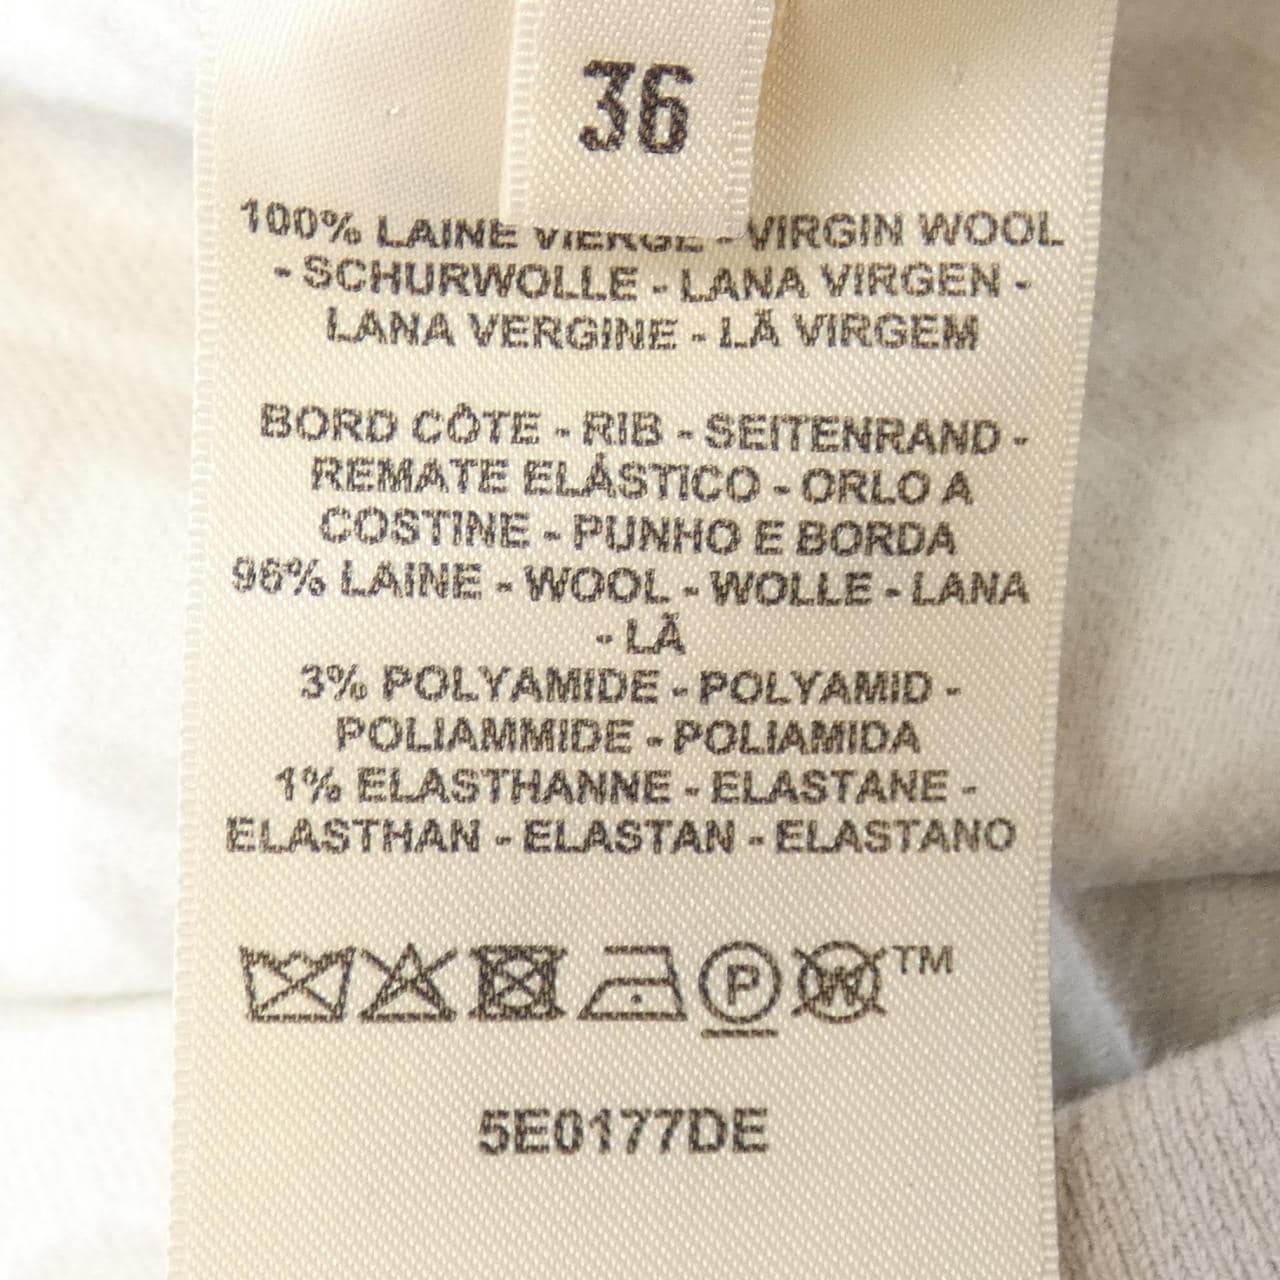 36
100% LAINE VIERGE - VIRGIN WOOL
- SCHURWOLLE - LANA VIRGEN -
LANA VERGINE - LÃ VIRGEM
BORD CÔTE - RIB - SEITENRAND -
REMATE ELÁSTICO - ORLO A
COSTINE - PUNHO E BORDA
96% LAINE - WOOL - WOLLE - LANA
- LÃ
3% POLYAMIDE - POLYAMID -
POLIAMMIDE - POLIAMIDA
1% ELASTHANNE - ELASTANE -
ELASTHAN - ELASTAN - ELASTANO
P W TM
5E0177DE